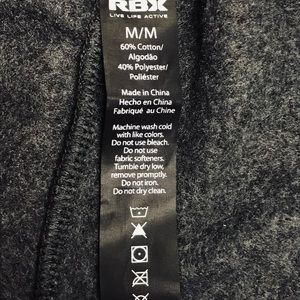 RBX
LIVE LIFE ACTIVE
M/M
60% Cotton/
Algodão
40% Polyester/
Poliéster
Made in China
Hecho en China
Fabriqué au Chine
Machine wash cold
with like colors.
Do not use bleach.
Do not use
fabric softeners.
Tumble dry low,
remove promptly.
Do not iron.
Do not dry clean.